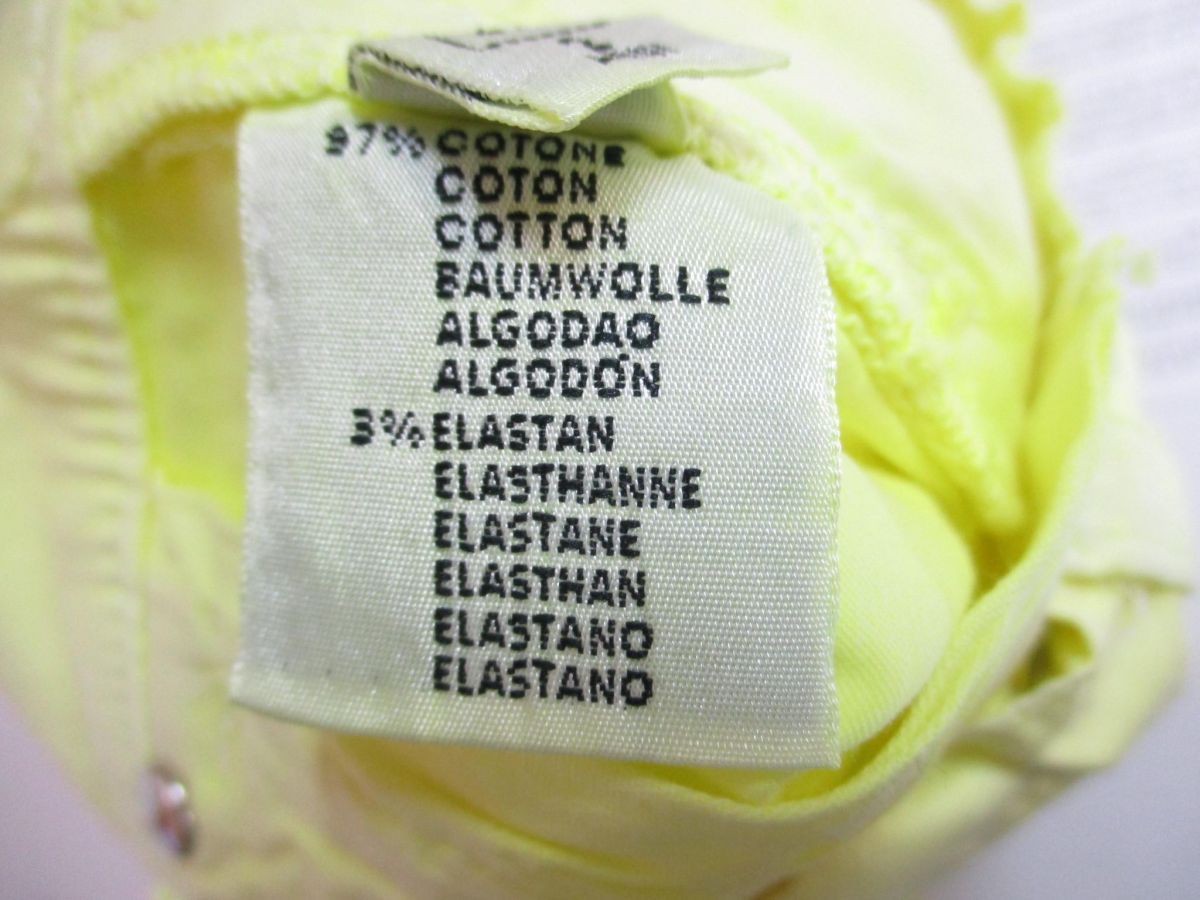 97% COTONE
COTON
COTTON
BAUMWOLLE
ALGODAO
ALGODÓN
3% ELASTAN
ELASTHANNE
ELASTANE
ELASTHAN
ELASTANO
ELASTANO